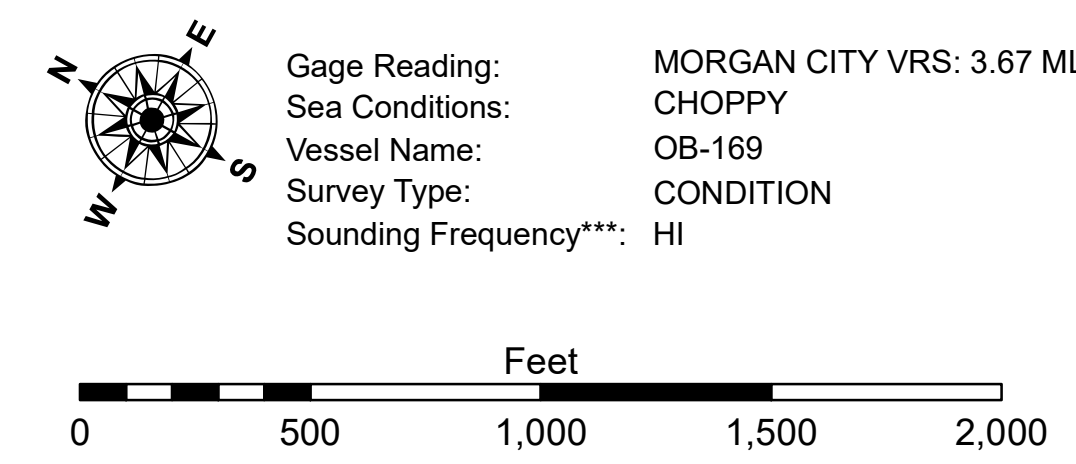 N
E
S
W
Gage Reading: MORGAN CITY VRS: 3.67
Sea Conditions: CHOPPY
Vessel Name: OB-169
Survey Type: CONDITION
Sounding Frequency***: HI
Feet
0 500 1,000 1,500 2,000